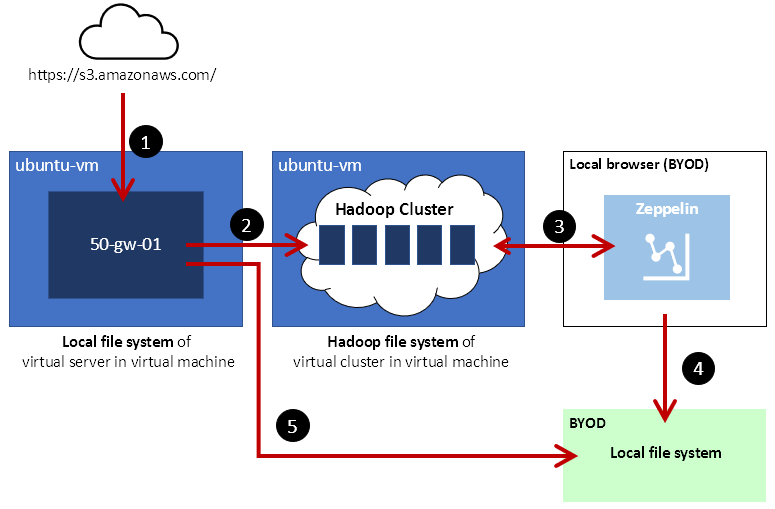 https://s3.amazonaws.com/
1
ubuntu-vm
50-gw-01
2
ubuntu-vm
Hadoop Cluster
3
Local browser (BYOD)
Zeppelin
Local file system of
virtual server in virtual machine
Hadoop file system of
virtual cluster in virtual machine
4
5
BYOD
Local file system